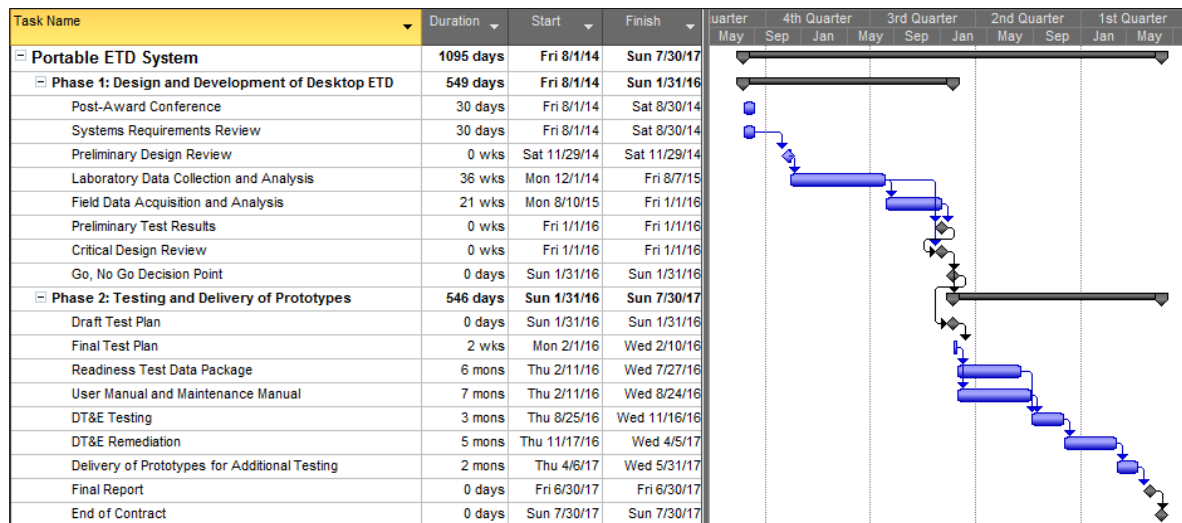 Task Name Duration Start Finish uarter 4th Quarter 3rd Quarter 2nd Quarter 1st Quarter
May Sep Jan May Sep Jan May Sep Jan May
Portable ETD System 1095 days Fri 8/1/14 Sun 7/30/17
Phase 1: Design and Development of Desktop ETD 549 days Fri 8/1/14 Sun 1/31/16
Post-Award Conference 30 days Fri 8/1/14 Sat 8/30/14
Systems Requirements Review 30 days Fri 8/1/14 Sat 8/30/14
Preliminary Design Review 0 wks Sat 11/29/14 Sat 11/29/14
Laboratory Data Collection and Analysis 36 wks Mon 12/1/14 Fri 8/7/15
Field Data Acquisition and Analysis 21 wks Mon 8/10/15 Fri 1/1/16
Preliminary Test Results 0 wks Fri 1/1/16 Fri 1/1/16
Critical Design Review 0 wks Fri 1/1/16 Fri 1/1/16
Go, No Go Decision Point 0 days Sun 1/31/16 Sun 1/31/16
Phase 2: Testing and Delivery of Prototypes 546 days Sun 1/31/16 Sun 7/30/17
Draft Test Plan 0 days Sun 1/31/16 Sun 1/31/16
Final Test Plan 2 wks Mon 2/1/16 Wed 2/10/16
Readiness Test Data Package 6 mons Thu 2/11/16 Wed 7/27/16
User Manual and Maintenance Manual 7 mons Thu 2/11/16 Wed 8/24/16
DT&E Testing 3 mons Thu 8/25/16 Wed 11/16/16
DT&E Remediation 5 mons Thu 11/17/16 Wed 4/5/17
Delivery of Prototypes for Additional Testing 2 mons Thu 4/6/17 Wed 5/31/17
Final Report 0 days Fri 6/30/17 Fri 6/30/17
End of Contract 0 days Sun 7/30/17 Sun 7/30/17